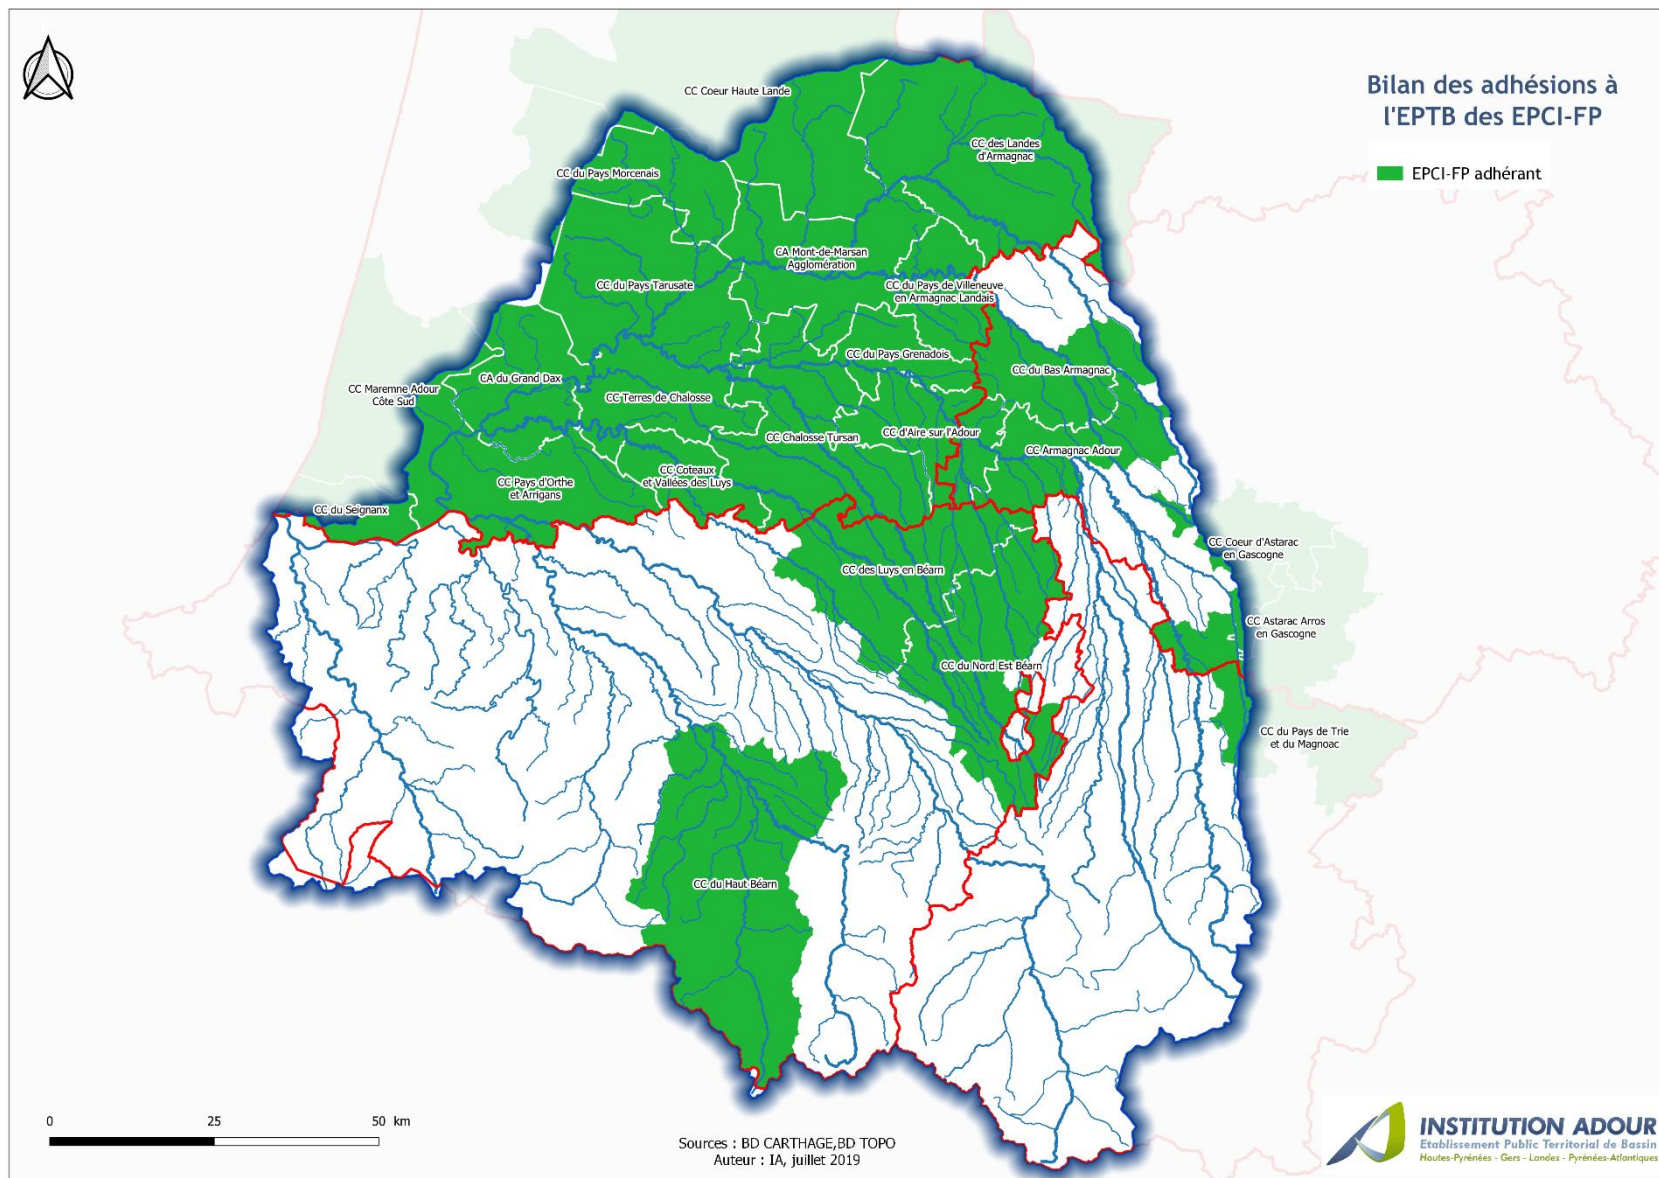 Bilan des adhésions à
l'EPTB des EPCI-FP
EPCI-FP adhérant
CC Coeur Haute Lande
CC des Landes
d'Armagnac
CC du Pays Morcenais
CA Mont-de-Marsan
Agglomération
CC du Pays Tarusate
CC du Pays de Villeneuve
en Armagnac Landais
CC du Pays Grenadois
CC du Bas Armagnac
CA du Grand Dax
CC Maremne Adour
Côte Sud
CC Terres de Chalosse
CC Chalosse Tursan
CC d'Aire sur l'Adour
CC Armagnac Adour
CC Coteaux
et Vallées des Luys
CC Pays d'Orthe
et Arrigans
CC du Seignanx
CC Coeur d'Astarac
en Gascogne
CC des Luys en Béarn
CC Astarac Arros
en Gascogne
CC du Nord Est Béarn
CC du Pays de Trie
et du Magnoac
CC du Haut Béarn
0 25 50 km
Sources : BD CARTHAGE,BD TOPO
Auteur : IA, juillet 2019
INSTITUTION ADOUR
Etablissement Public Territorial de Bassin
Hautes-Pyrénées - Gers - Landes - Pyrénées-Atlantiques